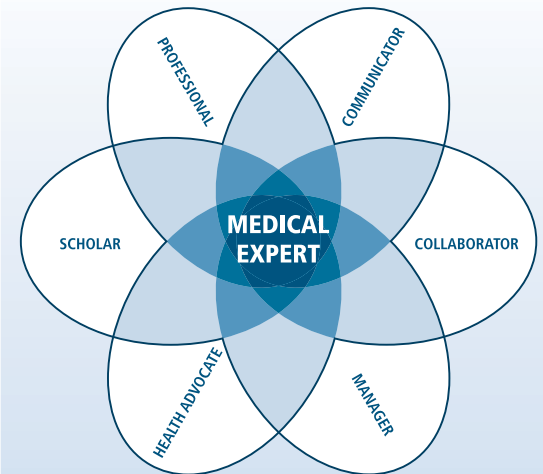 PROFESSIONAL
COMMUNICATOR
SCHOLAR
MEDICAL
EXPERT
COLLABORATOR
HEALTH ADVOCATE
MANAGER